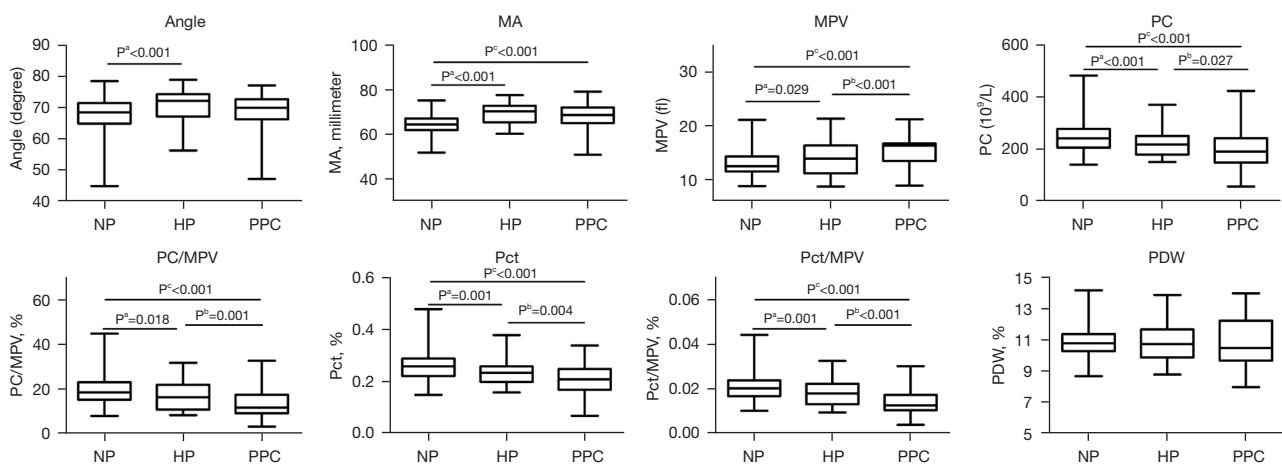 Angle
Angle (degree)
90
80
70
60
50
40
Pᵃ<0.001
NP
HP
PPC
MA
MA, millimeter
100
80
60
40
Pᶜ<0.001
Pᵃ<0.001
NP
HP
PPC
MPV
MPV (fl)
30
20
10
Pᶜ<0.001
Pᵃ=0.029
Pᵇ<0.001
NP
HP
PPC
PC
PC (10⁹/L)
600
400
200
0
Pᶜ<0.001
Pᵃ<0.001
Pᵇ=0.027
NP
HP
PPC
PC/MPV
PC/MPV, %
60
40
20
0
Pᶜ<0.001
Pᵃ=0.018
Pᵇ=0.001
NP
HP
PPC
Pct
Pct, %
0.6
0.4
0.2
0.0
Pᶜ<0.001
Pᵃ=0.001
Pᵇ=0.004
NP
HP
PPC
Pct/MPV
Pct/MPV, %
0.06
0.04
0.02
0.00
Pᶜ<0.001
Pᵃ=0.001
Pᵇ<0.001
NP
HP
PPC
PDW
PDW, %
15
13
11
9
7
5
NP
HP
PPC